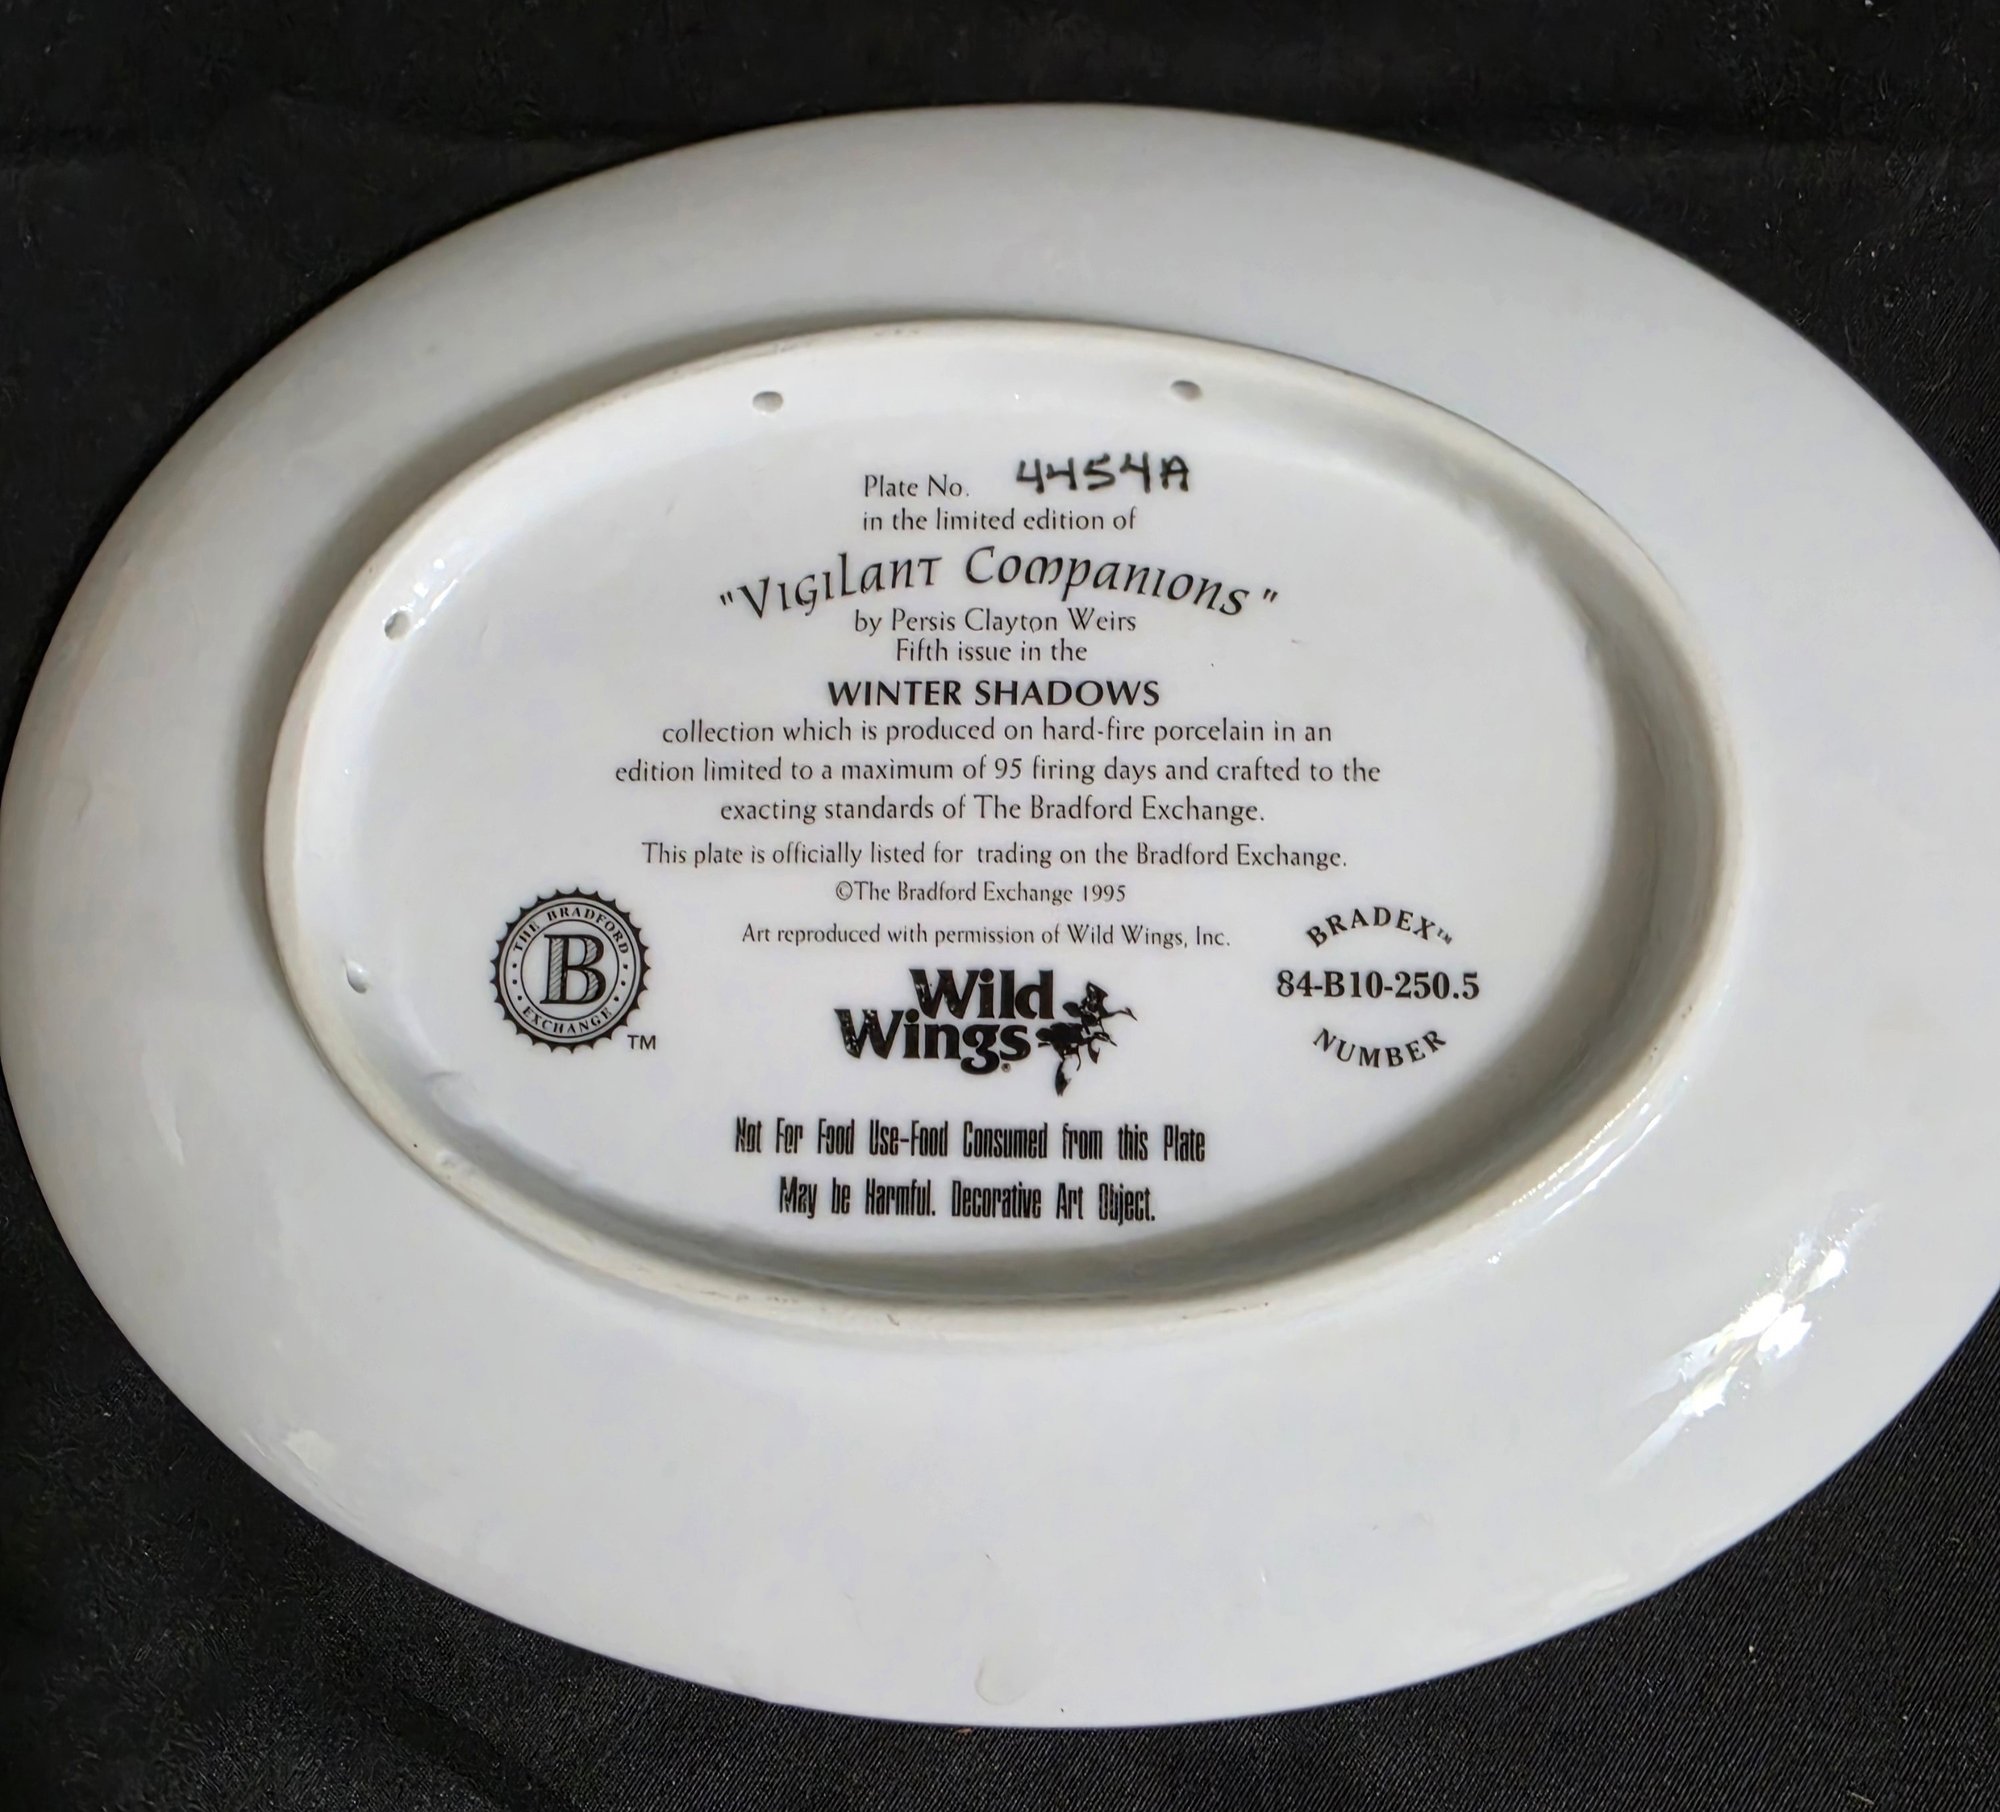 Plate No. 4454A
in the limited edition of
"Vigilant Companions"
by Persis Clayton Weirs
Fifth issue in the
WINTER SHADOWS
collection which is produced on hard-fire porcelain in an
edition limited to a maximum of 95 firing days and crafted to the
exacting standards of The Bradford Exchange.
This plate is officially listed for trading on the Bradford Exchange.
©The Bradford Exchange 1995
Art reproduced with permission of Wild Wings, Inc.
THE BRADFORD
B
EXCHANGE
TM
Wild
Wings®
BRADEX™
84-B10-250.5
NUMBER
Not For Food Use-Food Consumed from this Plate
May be Harmful. Decorative Art Object.